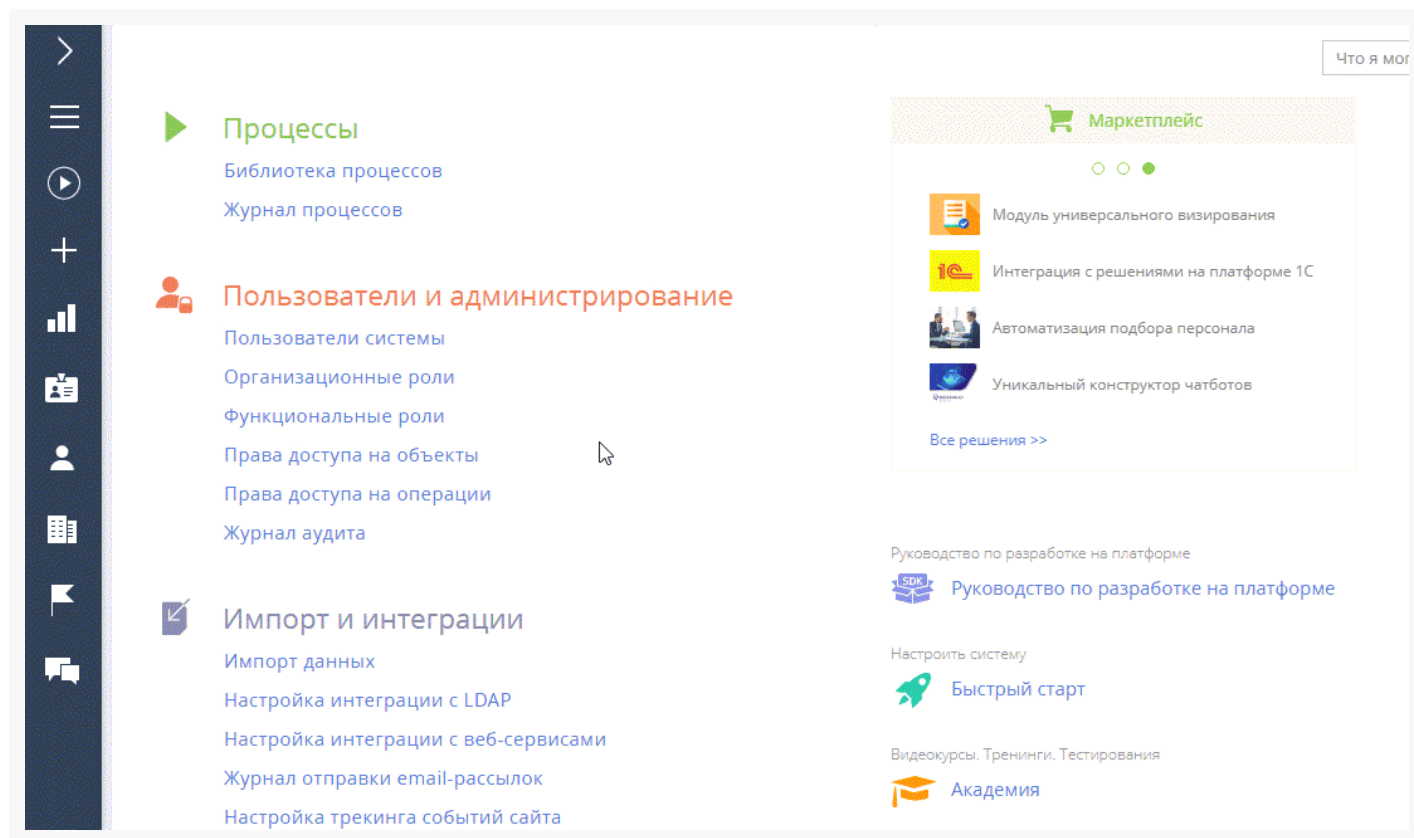 Что я мог
Процессы
Библиотека процессов
Журнал процессов
Пользователи и администрирование
Пользователи системы
Организационные роли
Функциональные роли
Права доступа на объекты
Права доступа на операции
Журнал аудита
Импорт и интеграции
Импорт данных
Настройка интеграции с LDAP
Настройка интеграции с веб-сервисами
Журнал отправки email-рассылок
Настройка трекинга событий сайта
Маркетплейс
Модуль универсального визирования
1С
Интеграция с решениями на платформе 1С
Автоматизация подбора персонала
Уникальный конструктор чатботов
Все решения >>
Руководство по разработке на платформе
SDK
Руководство по разработке на платформе
Настроить систему
Быстрый старт
Видеокурсы. Тренинги. Тестирования
Академия